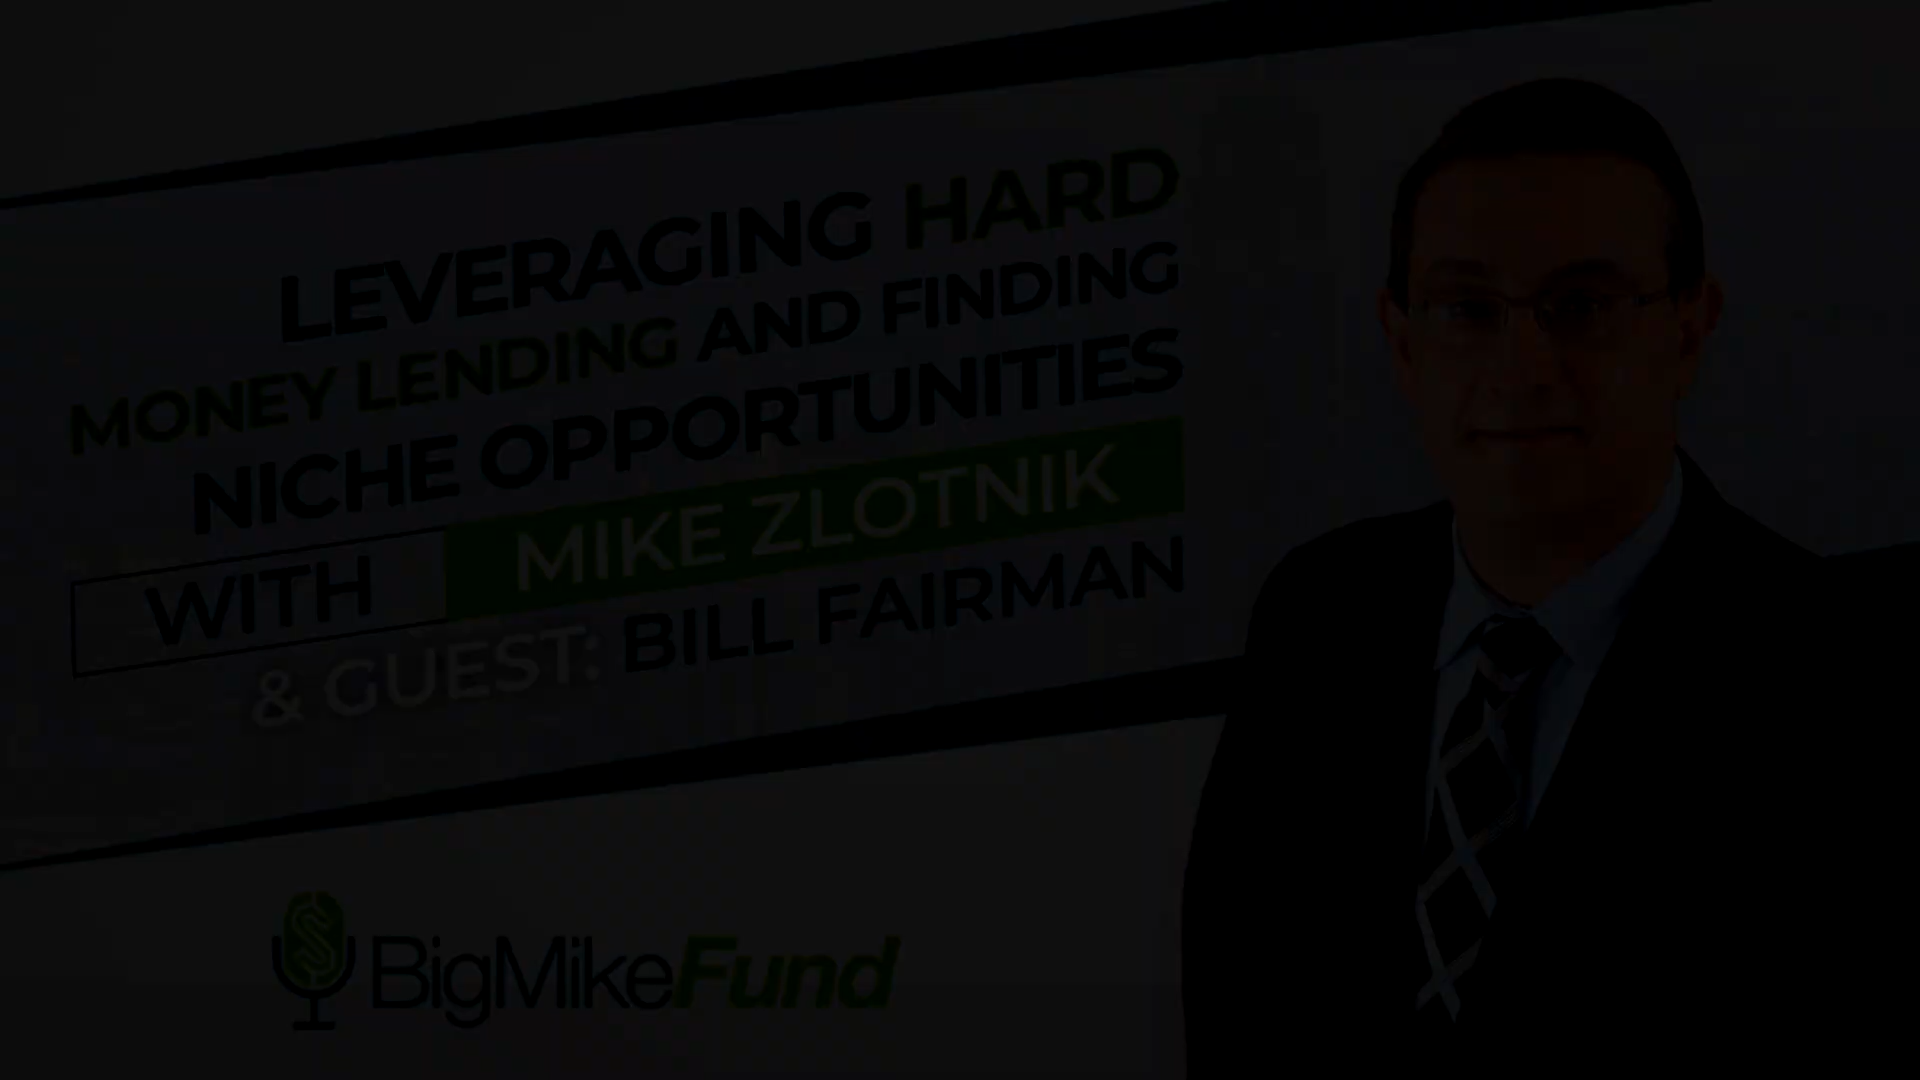 LEVERAGING HARD
MONEY LENDING AND FINDING
NICHE OPPORTUNITIES
WITH MIKE ZLOTNIK
& GUEST: BILL FAIRMAN
BigMikeFund